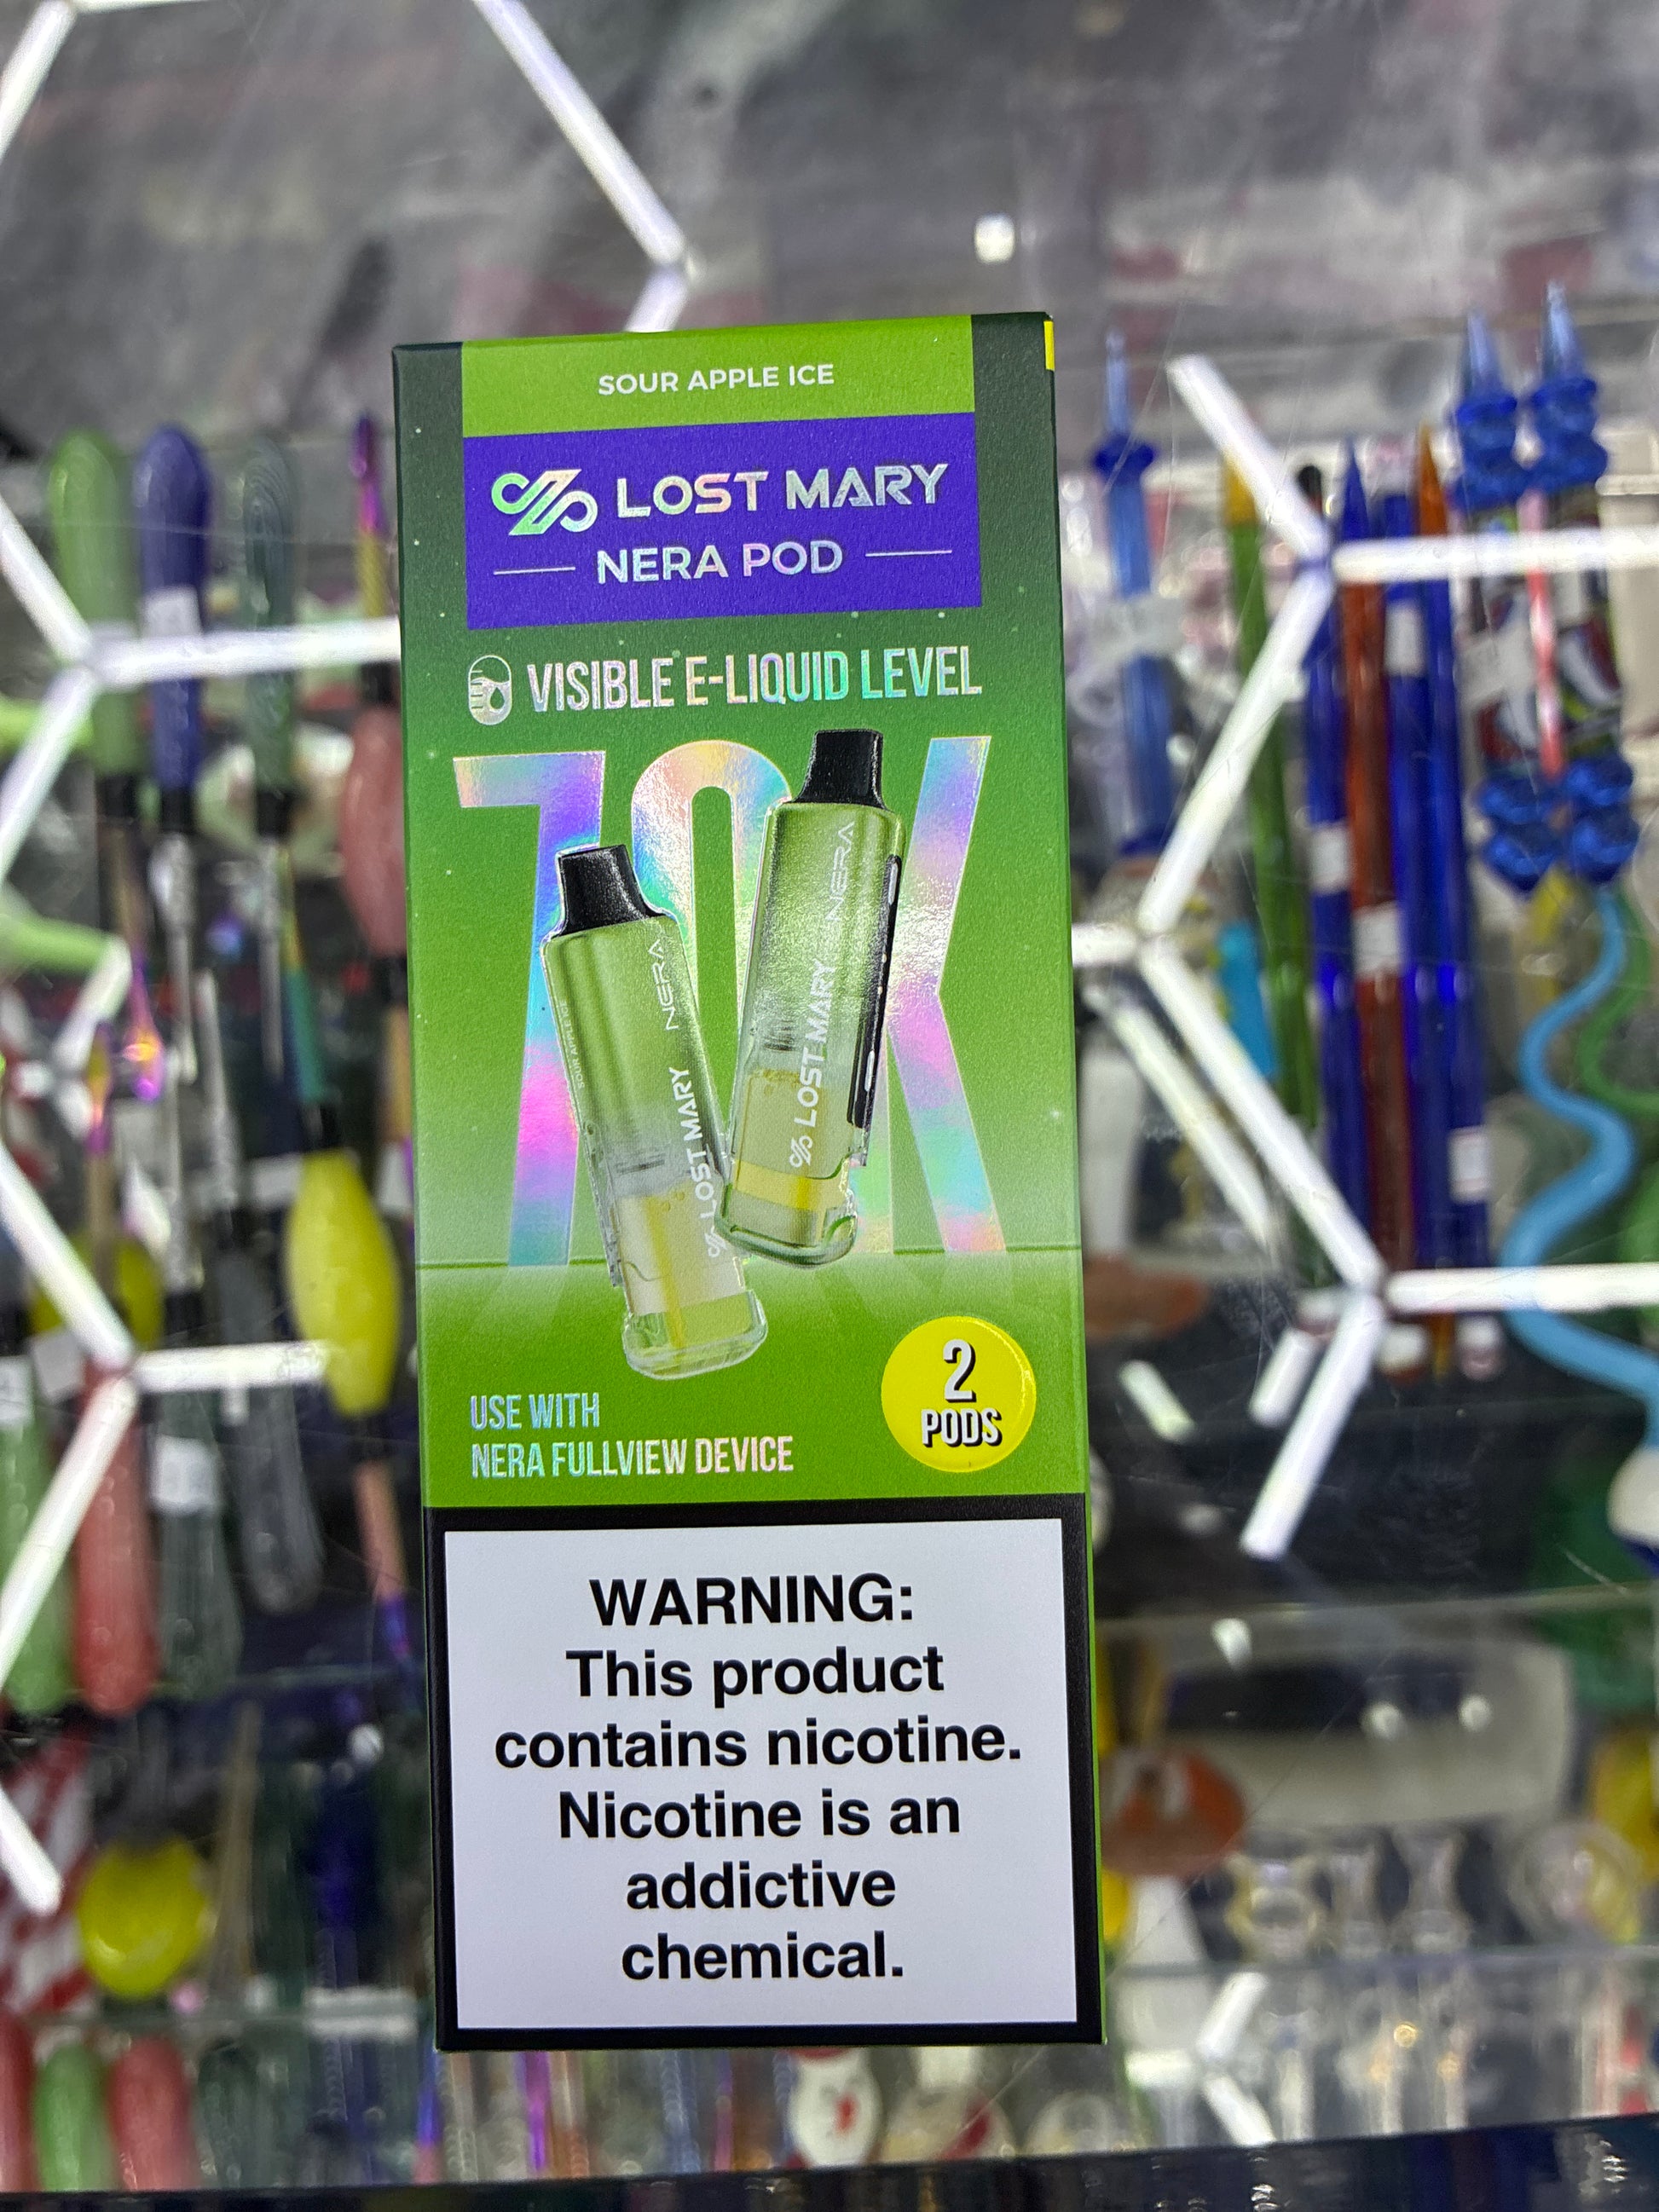 SOUR APPLE ICE
LOST MARY
NERA POD
VISIBLE E-LIQUID LEVEL
70K
NERA
LOST MARY
NERA
LOST MARY
USE WITH
NERA FULLVIEW DEVICE
2
PODS
WARNING:
This product
contains nicotine.
Nicotine is an
addictive
chemical.